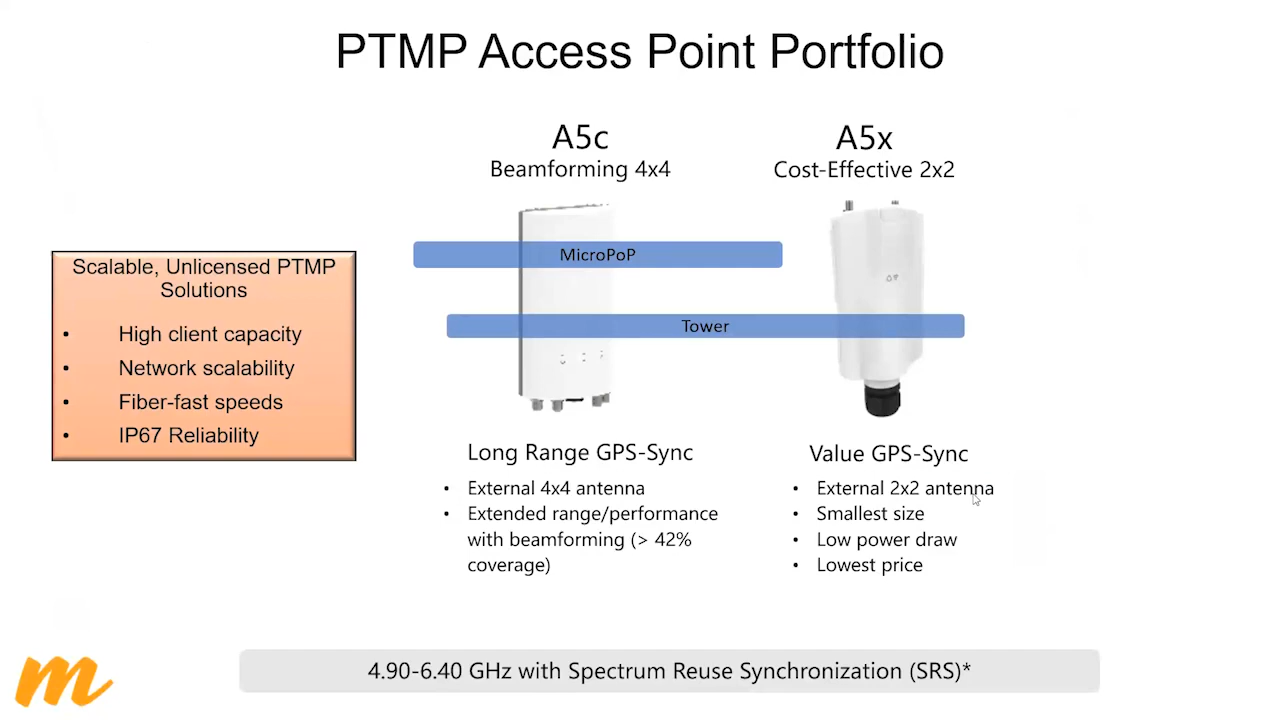 PTMP Access Point Portfolio
A5c
Beamforming 4x4
A5x
Cost-Effective 2x2
MicroPoP
Tower
Scalable, Unlicensed PTMP
Solutions
• High client capacity
• Network scalability
• Fiber-fast speeds
• IP67 Reliability
Long Range GPS-Sync
• External 4x4 antenna
• Extended range/performance
with beamforming (> 42%
coverage)
Value GPS-Sync
• External 2x2 antenna
• Smallest size
• Low power draw
• Lowest price
m
4.90-6.40 GHz with Spectrum Reuse Synchronization (SRS)*